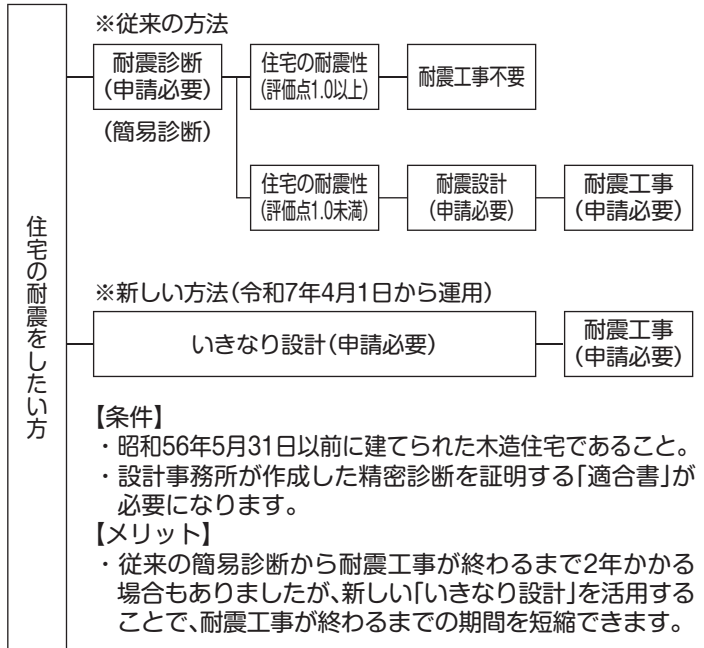 住宅の耐震をしたい方
※従来の方法
耐震診断
(申請必要)
(簡易診断)
住宅の耐震性
(評価点1.0以上)
耐震工事不要
住宅の耐震性
(評価点1.0未満)
耐震設計
(申請必要)
耐震工事
(申請必要)
※新しい方法(令和7年4月1日から運用)
いきなり設計(申請必要)
耐震工事
(申請必要)
【条件】
・昭和56年5月31日以前に建てられた木造住宅であること。
・設計事務所が作成した精密診断を証明する「適合書」が
必要になります。
【メリット】
・従来の簡易診断から耐震工事が終わるまで2年かかる
場合もありましたが、新しい「いきなり設計」を活用する
ことで、耐震工事が終わるまでの期間を短縮できます。